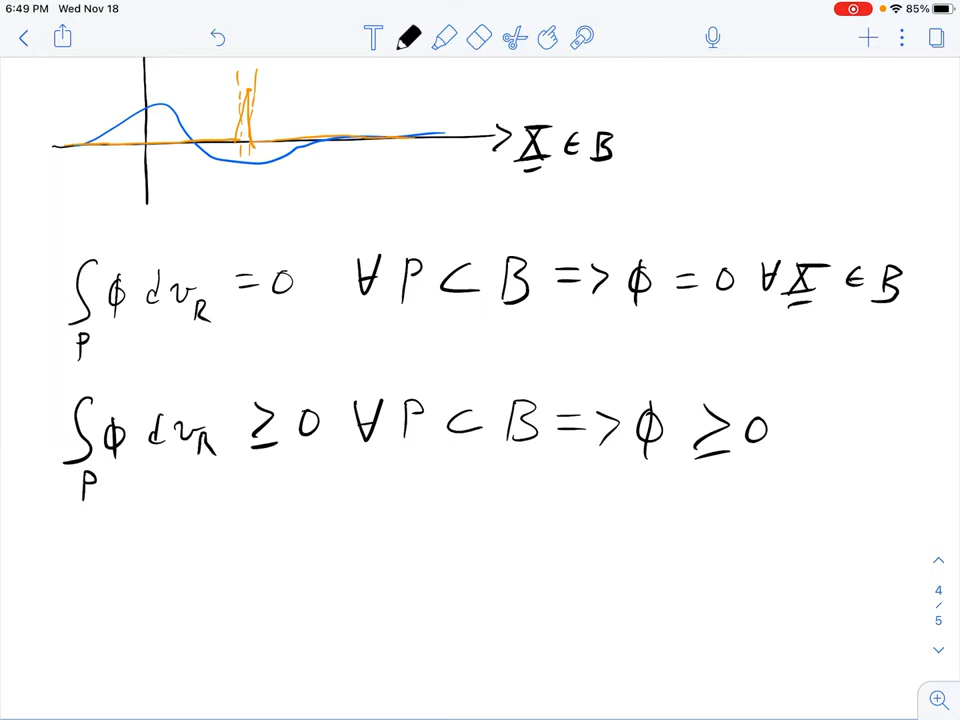 6:49 PM Wed Nov 18
85%
T
X ∈ B
∫_P ϕ dv_R = 0 ∀ P ⊂ B => ϕ = 0 ∀ X ∈ B
∫_P ϕ dv_R ≥ 0 ∀ P ⊂ B => ϕ ≥ 0
4
/
5